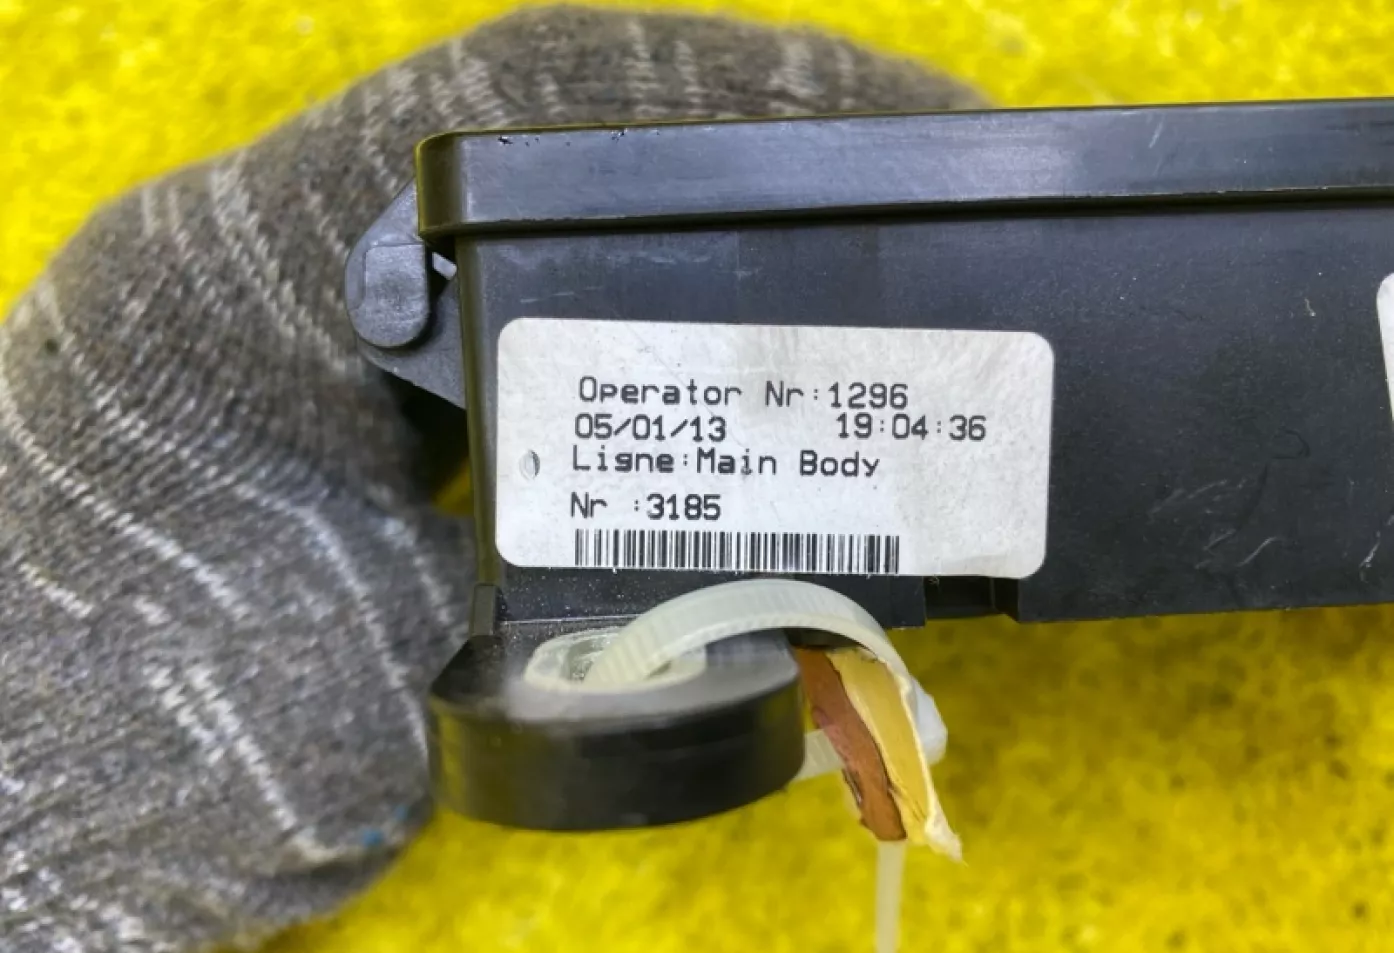 Operator Nr:1296
05/01/13 19:04:36
Ligne:Main Body
Nr :3185